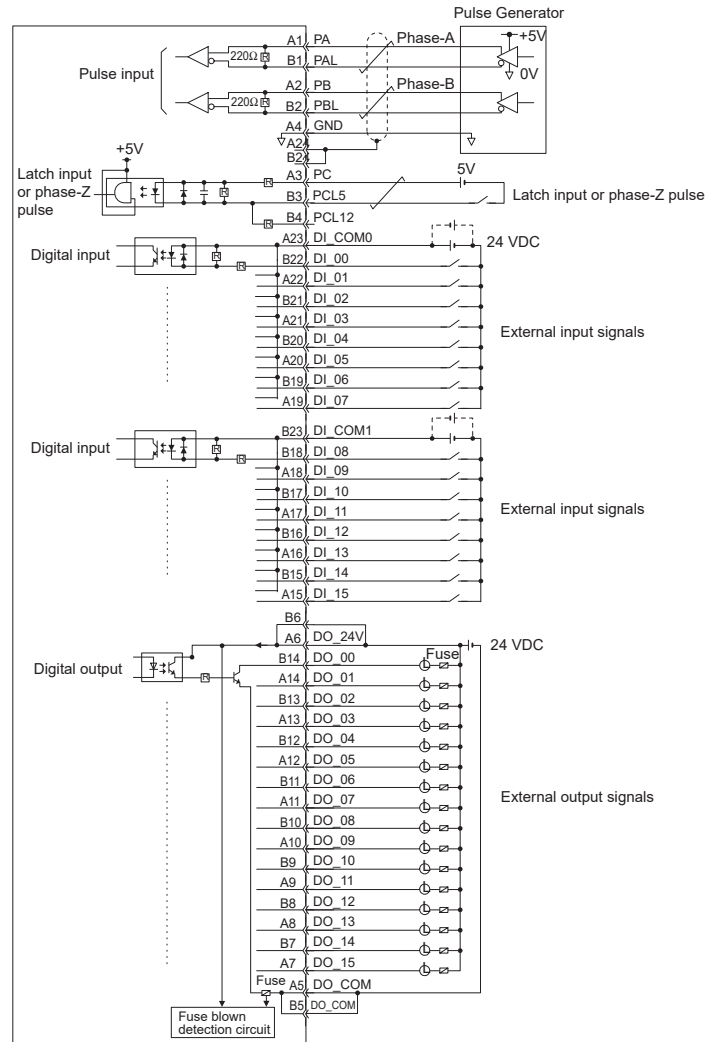 Pulse Generator
A1 PA Phase-A +5V
220Ω R
B1 PAL
Pulse input
0V
A2 PB Phase-B
220Ω R
B2 PBL
A4 GND
A24
B24
+5V
Latch input
or phase-Z
pulse
R A3 PC 5V
R
B3 PCL5 Latch input or phase-Z pulse
R B4 PCL12
A23 DI_COM0 24 VDC
Digital input
R
R B22 DI_00
A22 DI_01
B21 DI_02
A21 DI_03
External input signals
B20 DI_04
A20 DI_05
B19 DI_06
A19 DI_07
B23 DI_COM1 24 VDC
Digital input
R
R B18 DI_08
A18 DI_09
B17 DI_10
External input signals
A17 DI_11
B16 DI_12
A16 DI_13
B15 DI_14
A15 DI_15
B6
A6 DO_24V 24 VDC
Fuse
B14 DO_00 L
Digital output
R
A14 DO_01 L
B13 DO_02 L
A13 DO_03 L
B12 DO_04 L
A12 DO_05 L
B11 DO_06 L
External output signals
A11 DO_07 L
B10 DO_08 L
A10 DO_09 L
B9 DO_10 L
A9 DO_11 L
B8 DO_12 L
A8 DO_13 L
B7 DO_14 L
A7 DO_15 L
Fuse A5 DO_COM
B5 DO_COM
Fuse blown
detection circuit